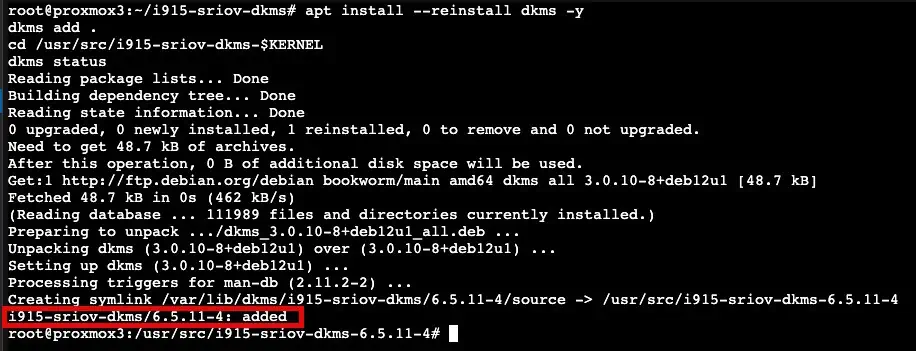 root@proxmox3:~/i915-sriov-dkms# apt install --reinstall dkms -y
dkms add .
cd /usr/src/i915-sriov-dkms-$KERNEL
dkms status
Reading package lists... Done
Building dependency tree... Done
Reading state information... Done
0 upgraded, 0 newly installed, 1 reinstalled, 0 to remove and 0 not upgraded.
Need to get 48.7 kB of archives.
After this operation, 0 B of additional disk space will be used.
Get:1 http://ftp.debian.org/debian bookworm/main amd64 dkms all 3.0.10-8+deb12u1 [48.7 kB]
Fetched 48.7 kB in 0s (462 kB/s)
(Reading database ... 111989 files and directories currently installed.)
Preparing to unpack .../dkms_3.0.10-8+deb12u1_all.deb ...
Unpacking dkms (3.0.10-8+deb12u1) over (3.0.10-8+deb12u1) ...
Setting up dkms (3.0.10-8+deb12u1) ...
Processing triggers for man-db (2.11.2-2) ...
Creating symlink /var/lib/dkms/i915-sriov-dkms/6.5.11-4/source -> /usr/src/i915-sriov-dkms-6.5.11-4
i915-sriov-dkms/6.5.11-4: added
root@proxmox3:/usr/src/i915-sriov-dkms-6.5.11-4#